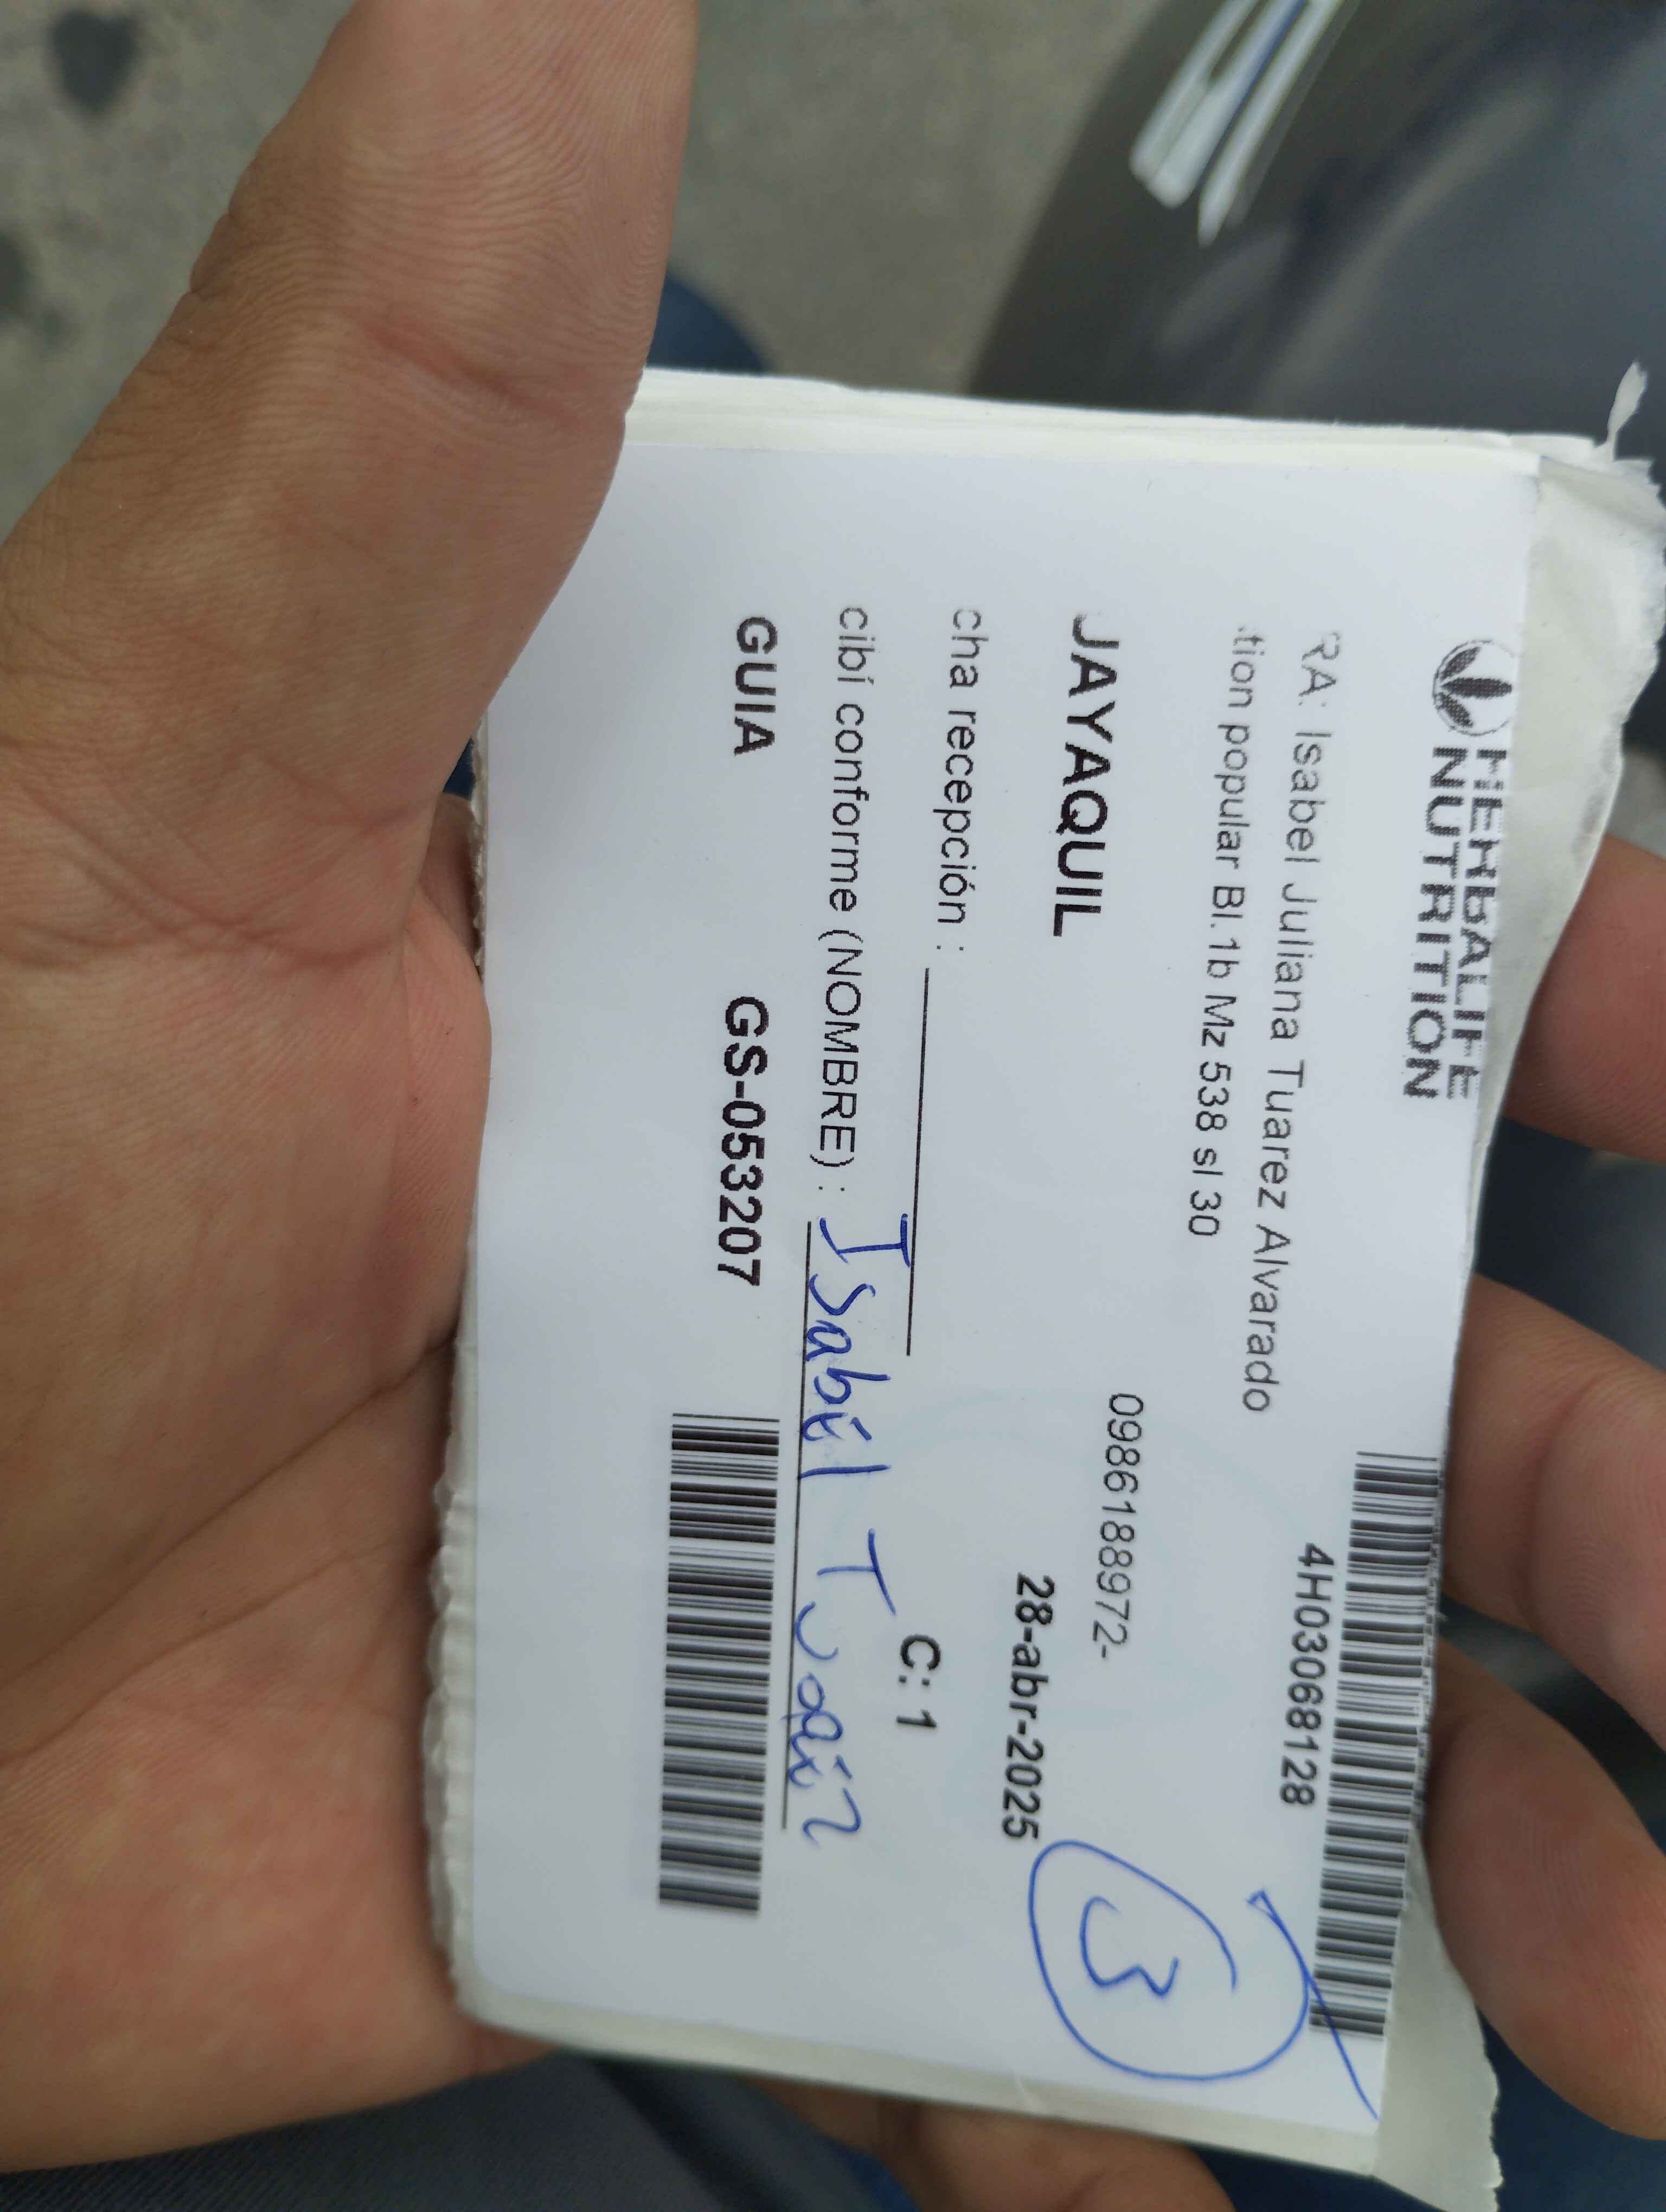 HERBALIFE
NUTRITION
4H03068128
RA: Isabel Juliana Tuarez Alvarado
tion popular Bl.1b Mz 538 sl 30
0986188972-
JAYAQUIL
28-abr-2025
3
cha recepción :
C: 1
cibí conforme (NOMBRE) : Isabel Tuarez
GUIA GS-053207